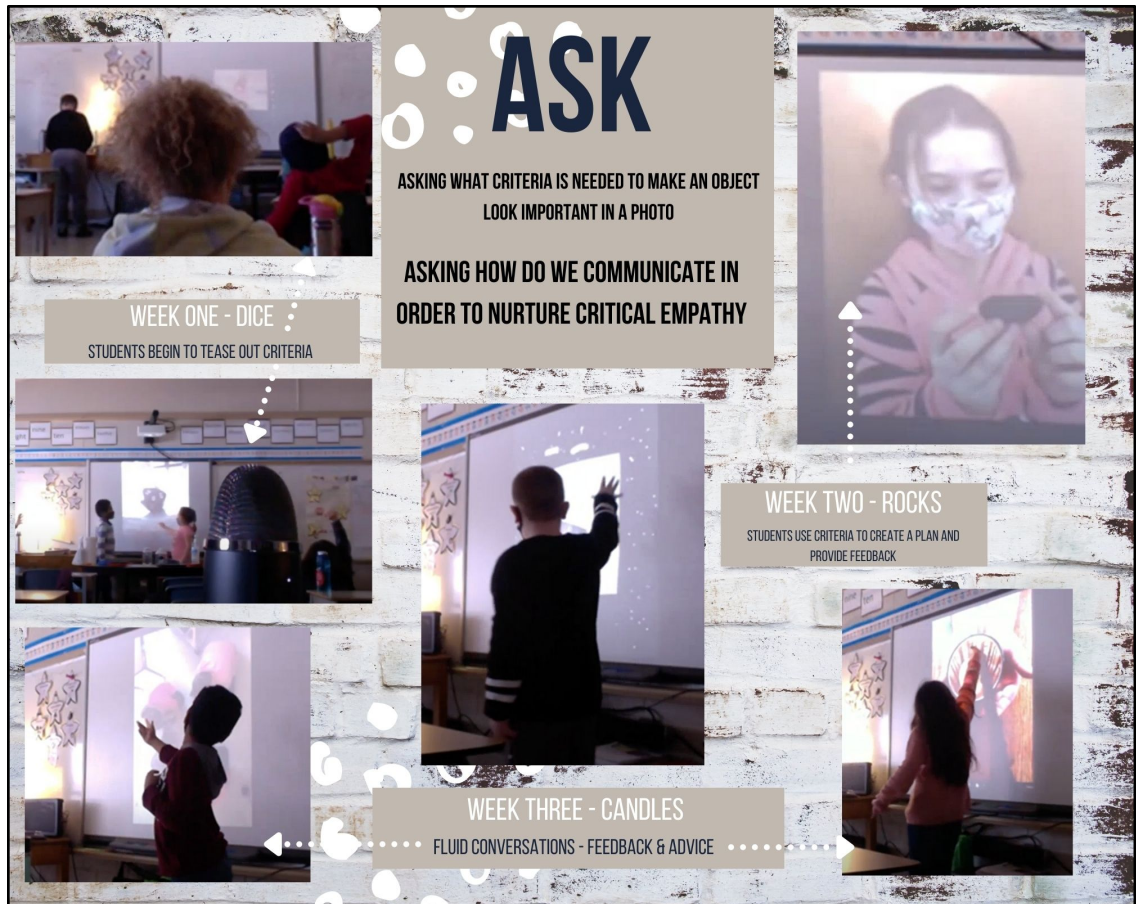 ASK
ASKING WHAT CRITERIA IS NEEDED TO MAKE AN OBJECT
LOOK IMPORTANT IN A PHOTO
ASKING HOW DO WE COMMUNICATE IN
ORDER TO NURTURE CRITICAL EMPATHY
WEEK ONE - DICE
STUDENTS BEGIN TO TEASE OUT CRITERIA
WEEK TWO - ROCKS
STUDENTS USE CRITERIA TO CREATE A PLAN AND
PROVIDE FEEDBACK
WEEK THREE - CANDLES
FLUID CONVERSATIONS - FEEDBACK & ADVICE